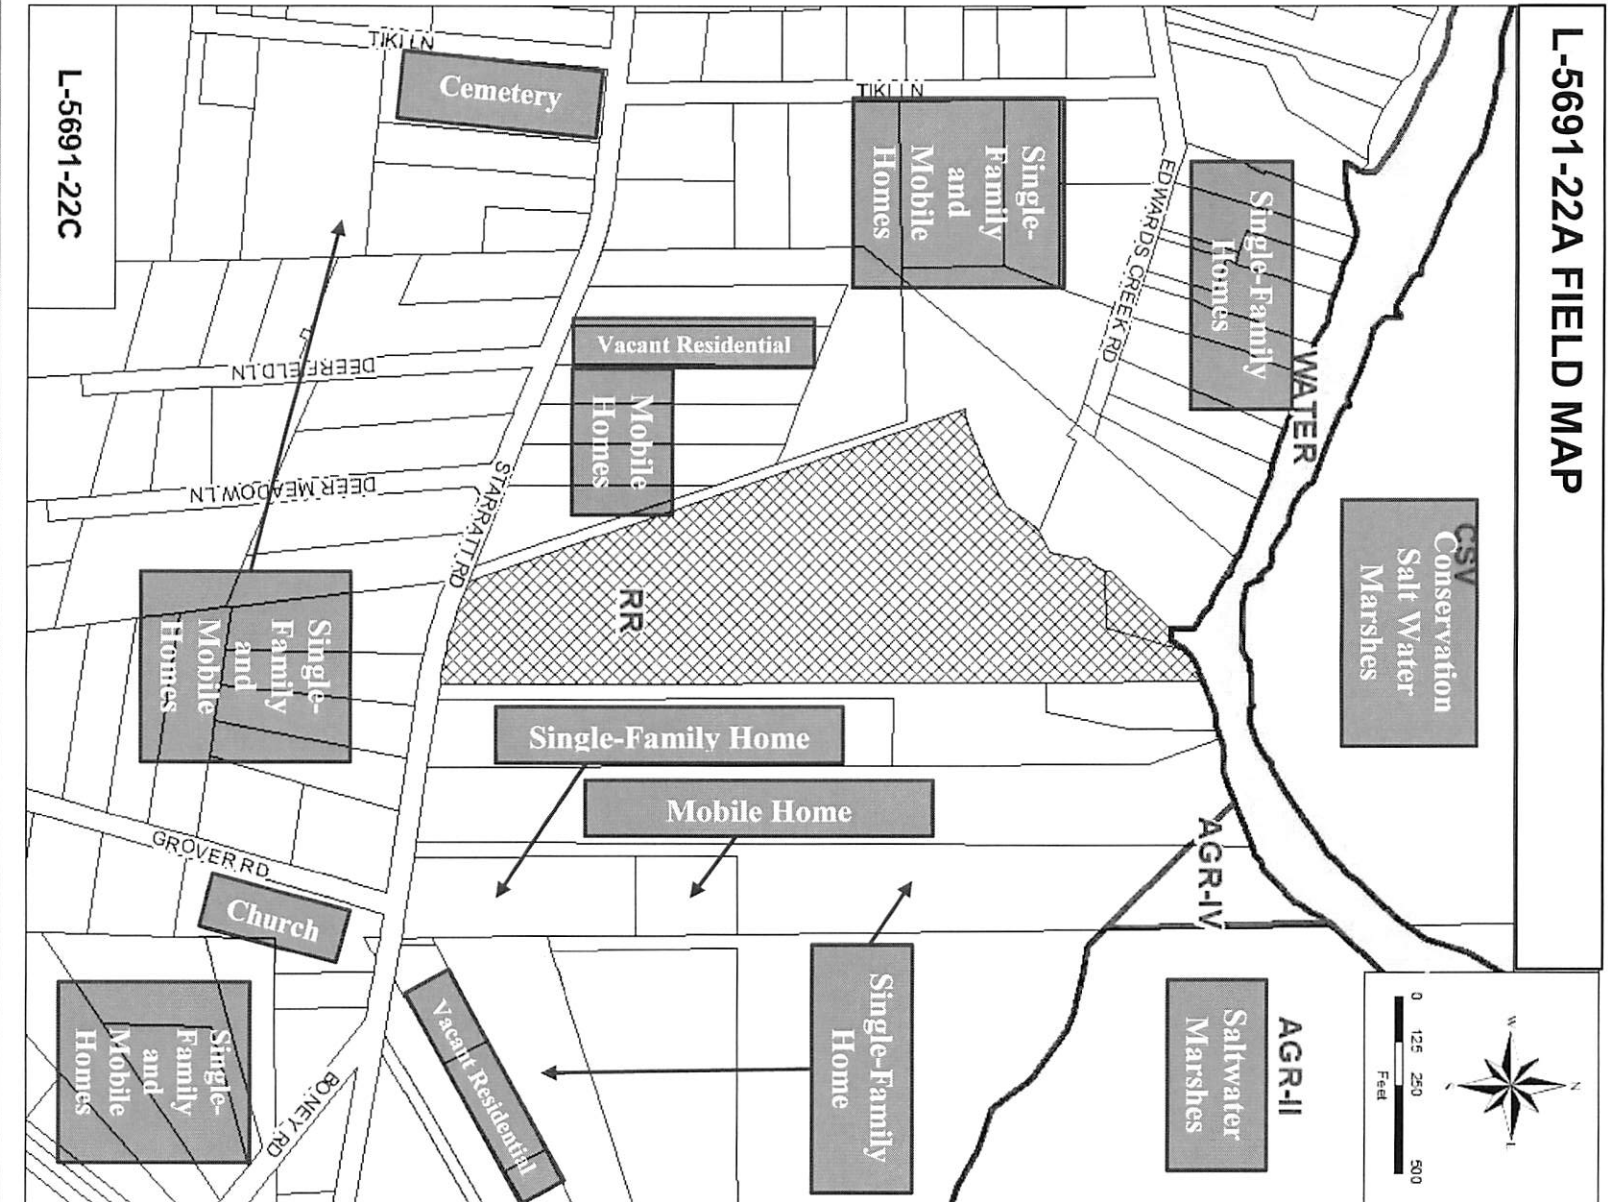 L-5691-22A FIELD MAP
L-5691-22C
TIKI LN
Cemetery
TIKI LN
Single-
Family
and
Mobile
Homes
EDWARDS CREEK RD
Single-Family
Homes
WATER
CSV
Conservation
Salt Water
Marshes
Vacant Residential
Mobile
Homes
DEERFIELD LN
DEER MEADOW LN
STARRATT RD
RR
Single-
Family
and
Mobile
Homes
Single-Family Home
Mobile Home
AGR-IV
GROVER RD
Church
Single-Family
Home
Saltwater
Marshes
AGR-II
Vacant Residential
Single-
Family
and
Mobile
Homes
BONEY RD
W
N
0 125 250 500
Feet